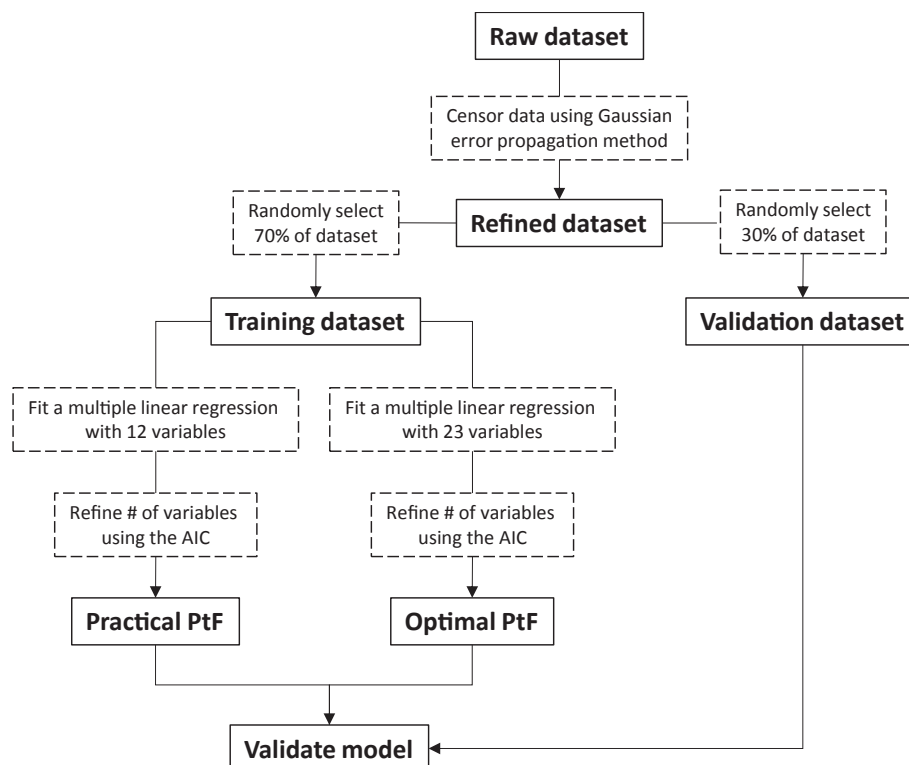 Raw dataset
Censor data using Gaussian
error propagation method
Randomly select
70% of dataset
Refined dataset
Randomly select
30% of dataset
Training dataset
Validation dataset
Fit a multiple linear regression
with 12 variables
Fit a multiple linear regression
with 23 variables
Refine # of variables
using the AIC
Refine # of variables
using the AIC
Practical PtF
Optimal PtF
Validate model